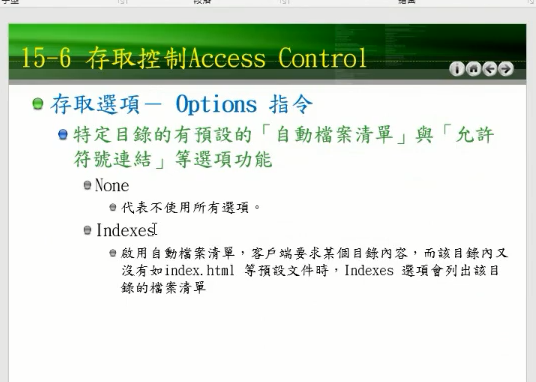 15-6 存取控制Access Control
存取選項－ Options 指令
特定目錄的有預設的「自動檔案清單」與「允許
符號連結」等選項功能
None
代表不使用所有選項。
Indexes
啟用自動檔案清單，客戶端要求某個目錄內容，而該目錄內又
沒有如index.html 等預設文件時，Indexes 選項會列出該目
錄的檔案清單